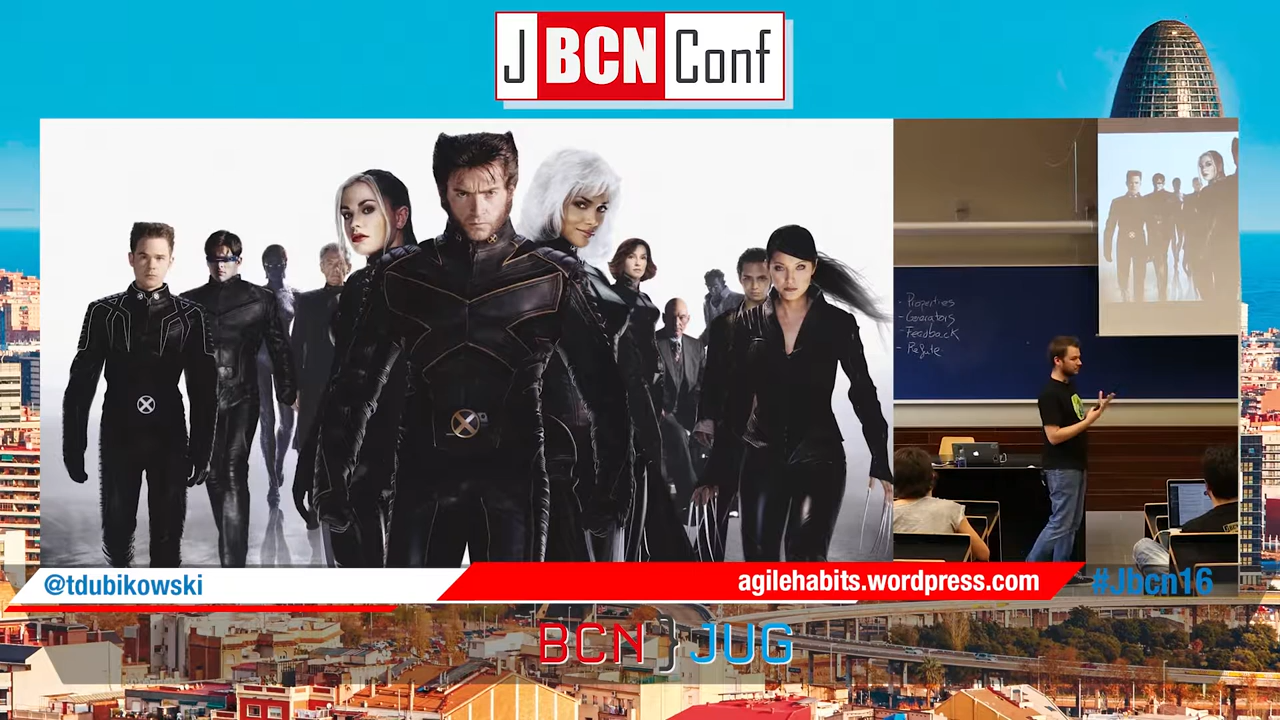 J BCN Conf
- Properties
- Generators
- Feedback
- Refute
@tdubikowski
agilehabits.wordpress.com
#Jbcn16
BCN JUG